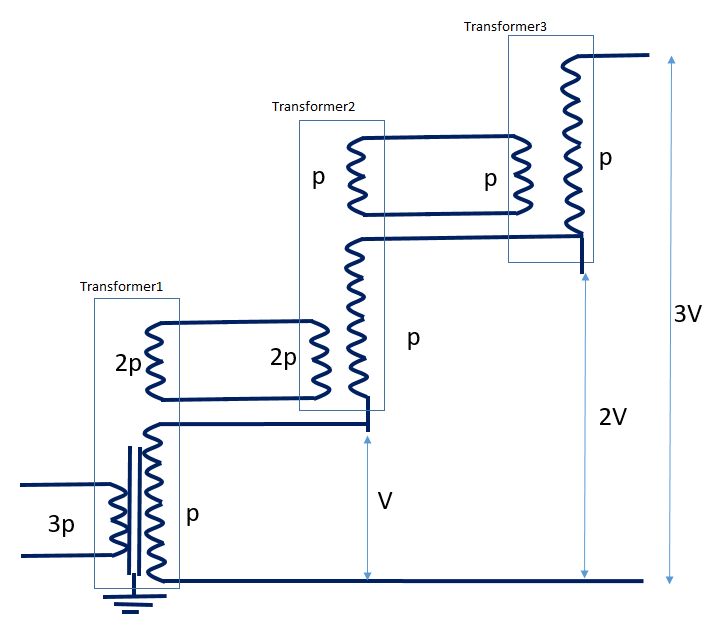 Transformer3
Transformer2
p
p
p
Transformer1
3V
p
2p
2p
2V
V
3p
p